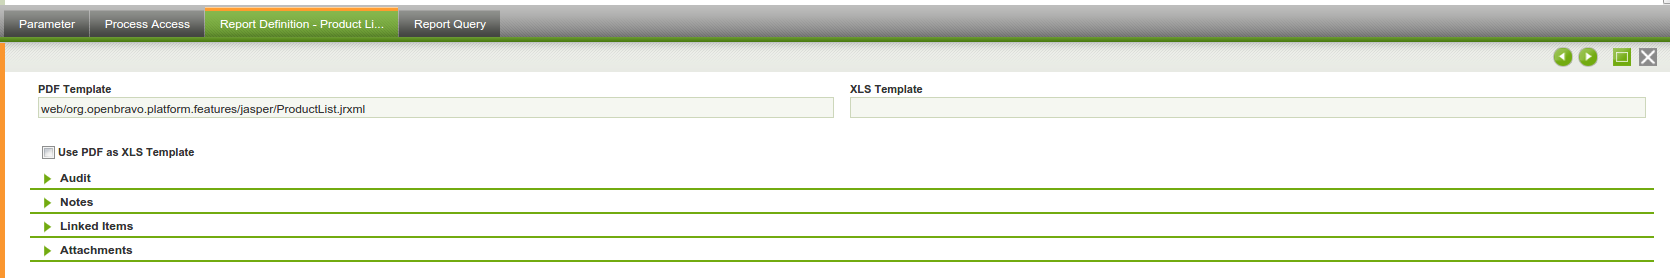 Parameter Process Access Report Definition - Product Li... Report Query
PDF Template XLS Template
web/org.openbravo.platform.features/jasper/ProductList.jrxml
Use PDF as XLS Template
Audit
Notes
Linked Items
Attachments